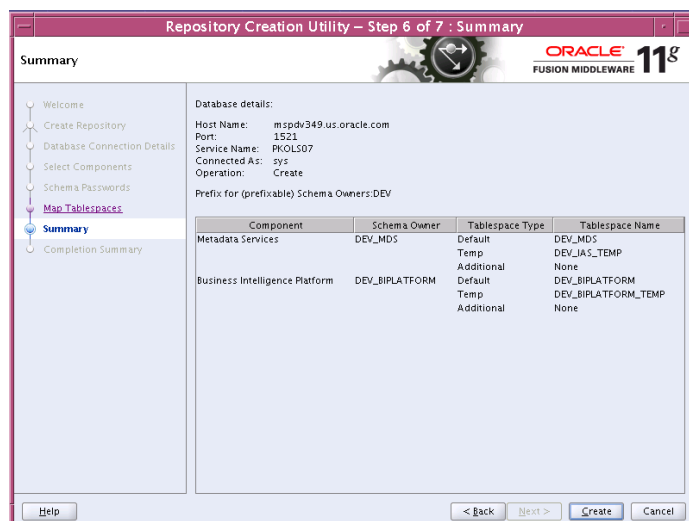 Repository Creation Utility – Step 6 of 7 : Summary
Summary
ORACLE
FUSION MIDDLEWARE 11g
Welcome
Create Repository
Database Connection Details
Select Components
Schema Passwords
Map Tablespaces
Summary
Completion Summary
Database details:
Host Name: mspdv349.us.oracle.com
Port: 1521
Service Name: PKOLS07
Connected As: sys
Operation: Create
Prefix for (prefixable) Schema Owners:DEV
Component Schema Owner Tablespace Type Tablespace Name
Metadata Services DEV_MDS Default DEV_MDS
Temp DEV_IAS_TEMP
Additional None
Business Intelligence Platform DEV_BIPLATFORM Default DEV_BIPLATFORM
Temp DEV_BIPLATFORM_TEMP
Additional None
Help < Back Next > Create Cancel